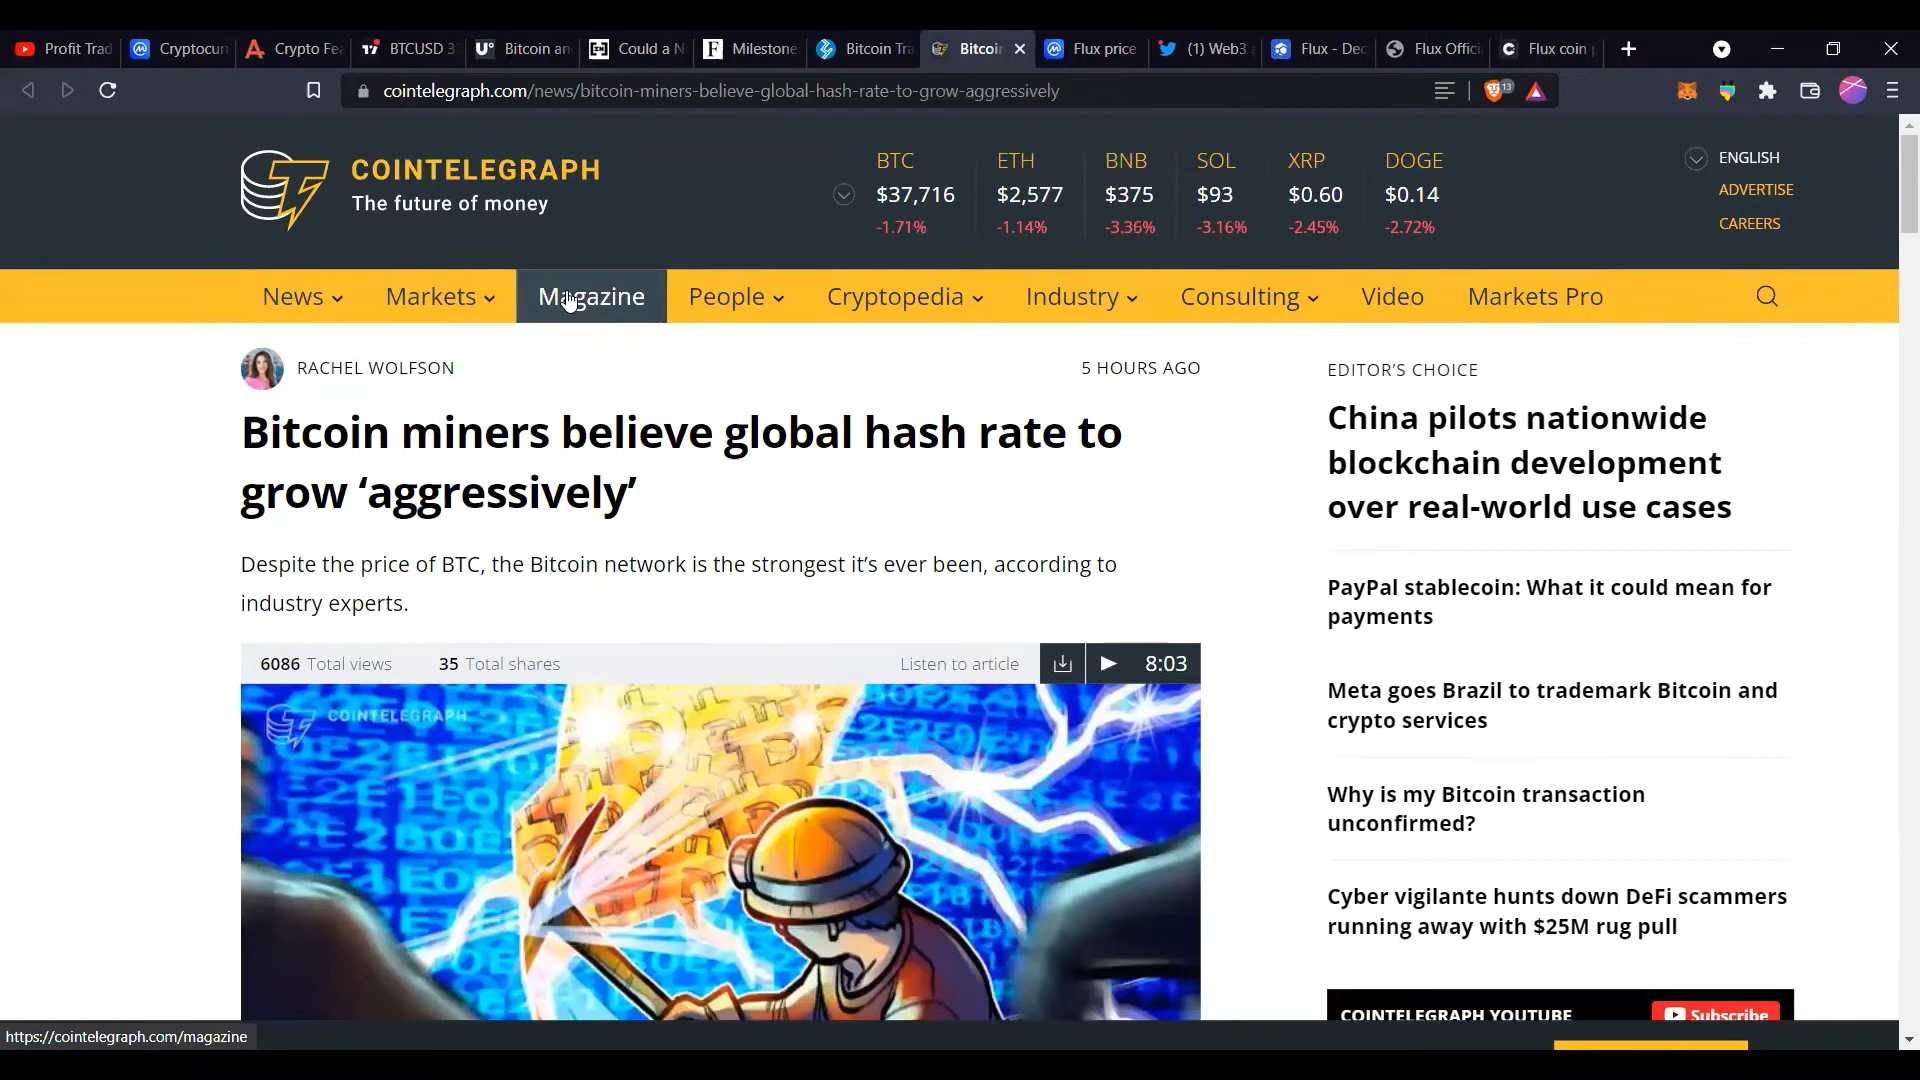 Profit Trad
Cryptocurr
Crypto Fea
BTCUSD 3
Bitcoin an
Could a N
Milestone
Bitcoin Tra
Bitcoin
Flux price
(1) Web3
Flux - Dec
Flux Offici
Flux coin
cointelegraph.com/news/bitcoin-miners-believe-global-hash-rate-to-grow-aggressively
13
COINTELEGRAPH
The future of money
BTC ETH BNB SOL XRP DOGE
$37,716 $2,577 $375 $93 $0.60 $0.14
-1.71% -1.14% -3.36% -3.16% -2.45% -2.72%
ENGLISH
ADVERTISE
CAREERS
News Markets Magazine People Cryptopedia Industry Consulting Video Markets Pro
RACHEL WOLFSON
5 HOURS AGO
Bitcoin miners believe global hash rate to
grow ‘aggressively’
Despite the price of BTC, the Bitcoin network is the strongest it’s ever been, according to
industry experts.
6086 Total views 35 Total shares Listen to article 8:03
COINTELEGRAPH
EDITOR’S CHOICE
China pilots nationwide
blockchain development
over real-world use cases
PayPal stablecoin: What it could mean for
payments
Meta goes Brazil to trademark Bitcoin and
crypto services
Why is my Bitcoin transaction
unconfirmed?
Cyber vigilante hunts down DeFi scammers
running away with $25M rug pull
COINTELEGRAPH YOUTUBE
Subscribe
https://cointelegraph.com/magazine